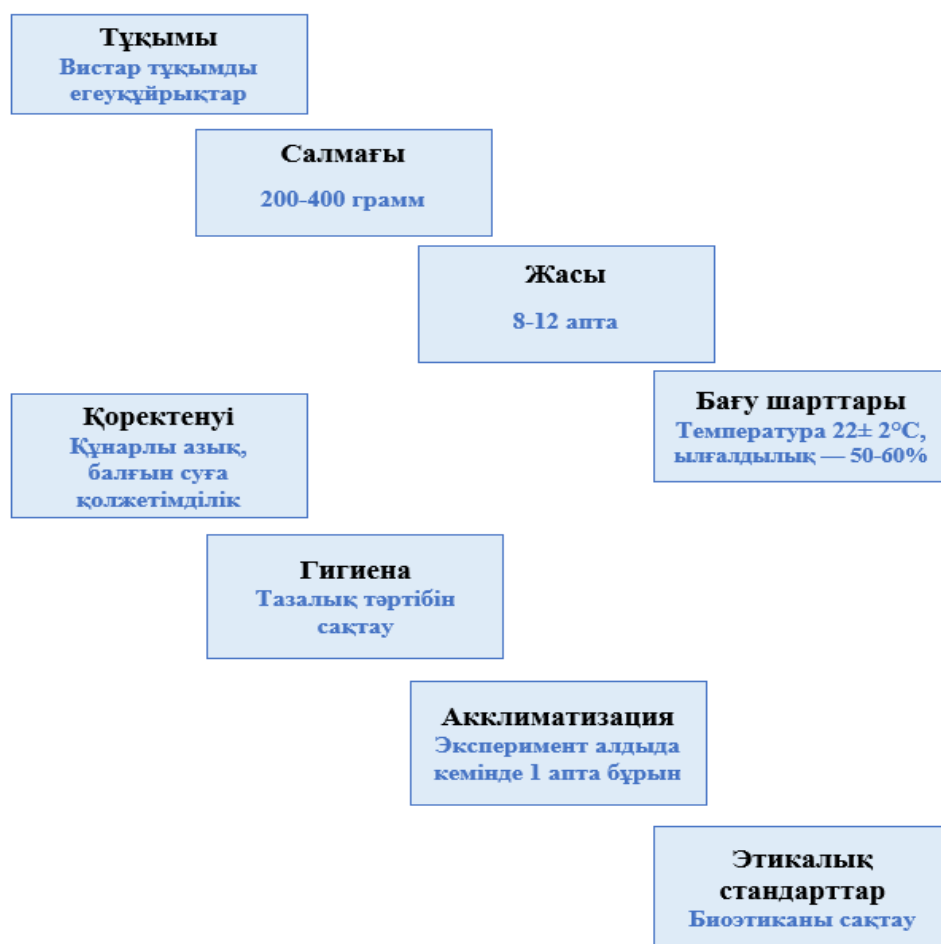 Тұқымы
Вистар тұқымды
егеуқұйрықтар
Салмағы
200-400 грамм
Жасы
8-12 апта
Бағу шарттары
Температура 22± 2°С,
ылғалдылық — 50-60%
Қоректенуі
Құнарлы азық,
балғын суға
қолжетімділік
Гигиена
Тазалық тәртібін
сақтау
Акклиматизация
Эксперимент алдыда
кемінде 1 апта бұрын
Этикалық
стандарттар
Биоэтиканы сақтау